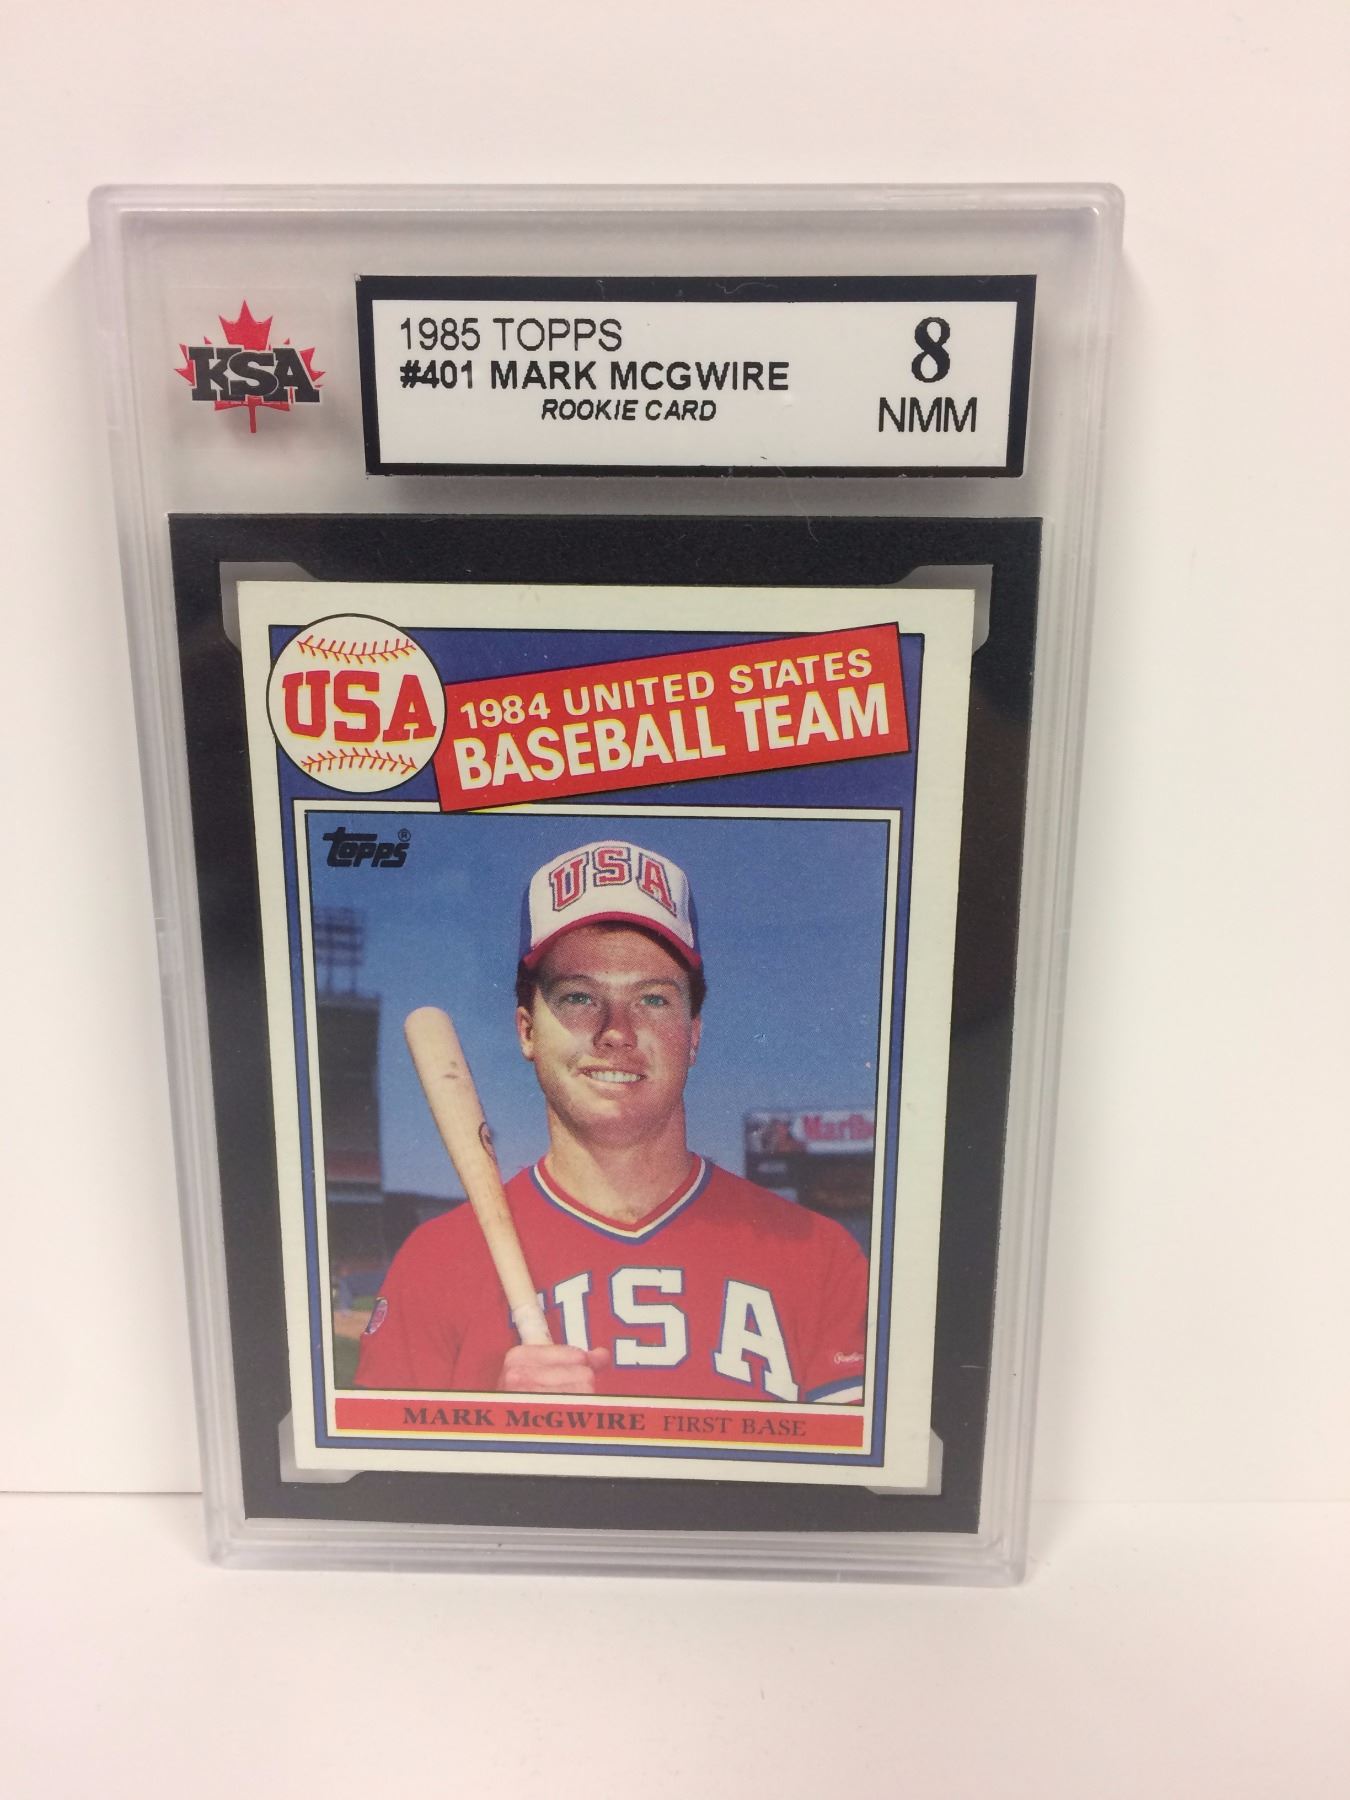 KSA
1985 TOPPS
#401 MARK MCGWIRE
ROOKIE CARD
8
NMM
USA
1984 UNITED STATES
BASEBALL TEAM
topps®
USA
USA
MARK McGWIRE FIRST BASE